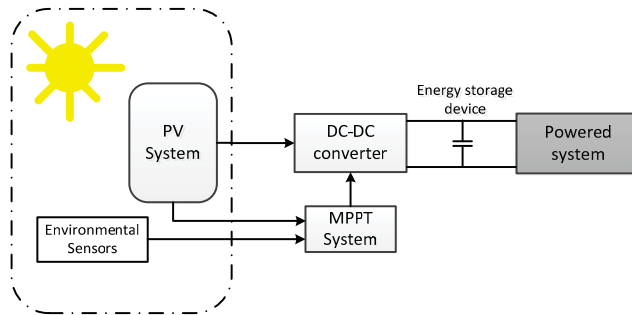 PV
System
Environmental
Sensors
DC-DC
converter
MPPT
System
Energy storage
device
Powered
system